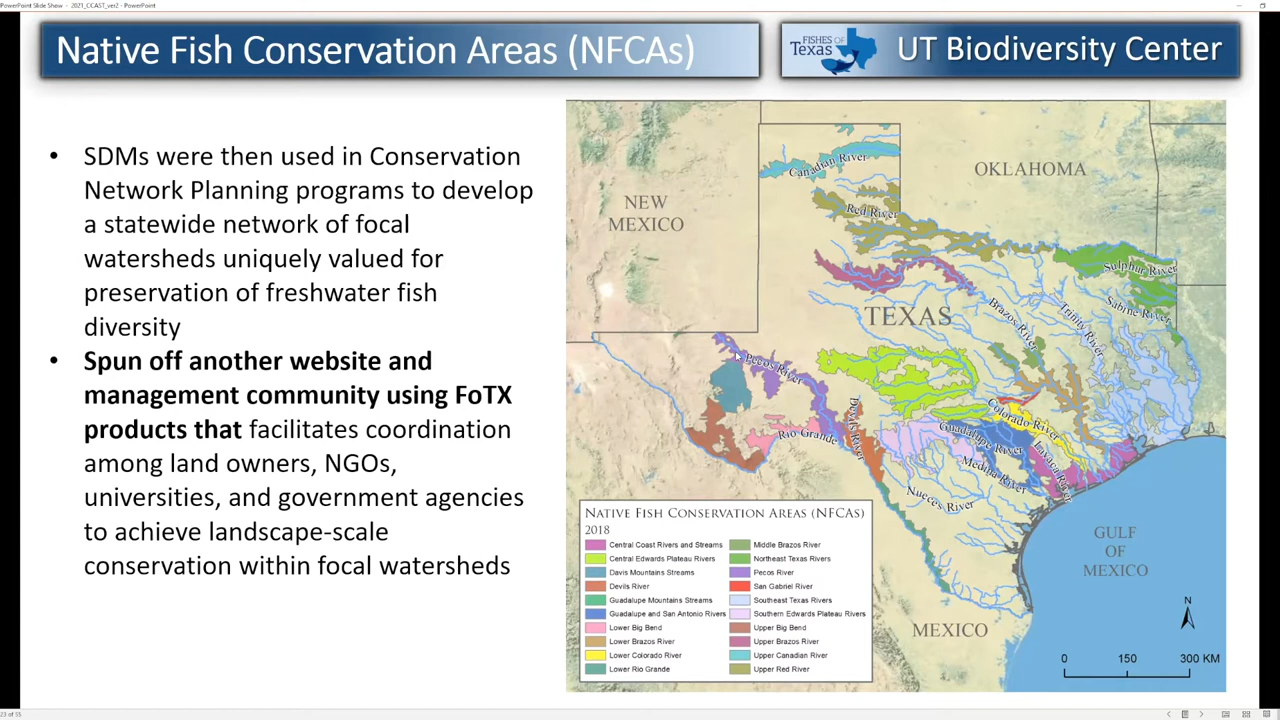 PowerPoint Slide Show - 2021_CCAST_ver2 - PowerPoint
Native Fish Conservation Areas (NFCAs)
FISHES OF
Texas
UT Biodiversity Center
• SDMs were then used in Conservation
Network Planning programs to develop
a statewide network of focal
watersheds uniquely valued for
preservation of freshwater fish
diversity
• Spun off another website and
management community using FoTX
products that facilitates coordination
among land owners, NGOs,
universities, and government agencies
to achieve landscape-scale
conservation within focal watersheds
Canadian River
OKLAHOMA
NEW
MEXICO
Red River
Sulphur River
Sabine River
TEXAS
Brazos River
Trinity River
Pecos River
Devils River
Rio Grande
Colorado River
Guadalupe River
Medina River
Lavaca River
Nueces River
GULF
OF
MEXICO
MEXICO
N
0 150 300 KM
NATIVE FISH CONSERVATION AREAS (NFCAS)
2018
Central Coast Rivers and Streams
Central Edwards Plateau Rivers
Davis Mountains Streams
Devils River
Guadalupe Mountains Streams
Guadalupe and San Antonio Rivers
Lower Big Bend
Lower Brazos River
Lower Colorado River
Lower Rio Grande
Middle Brazos River
Northeast Texas Rivers
Pecos River
San Gabriel River
Southeast Texas Rivers
Southern Edwards Plateau Rivers
Upper Big Bend
Upper Brazos River
Upper Canadian River
Upper Red River
23 of 55